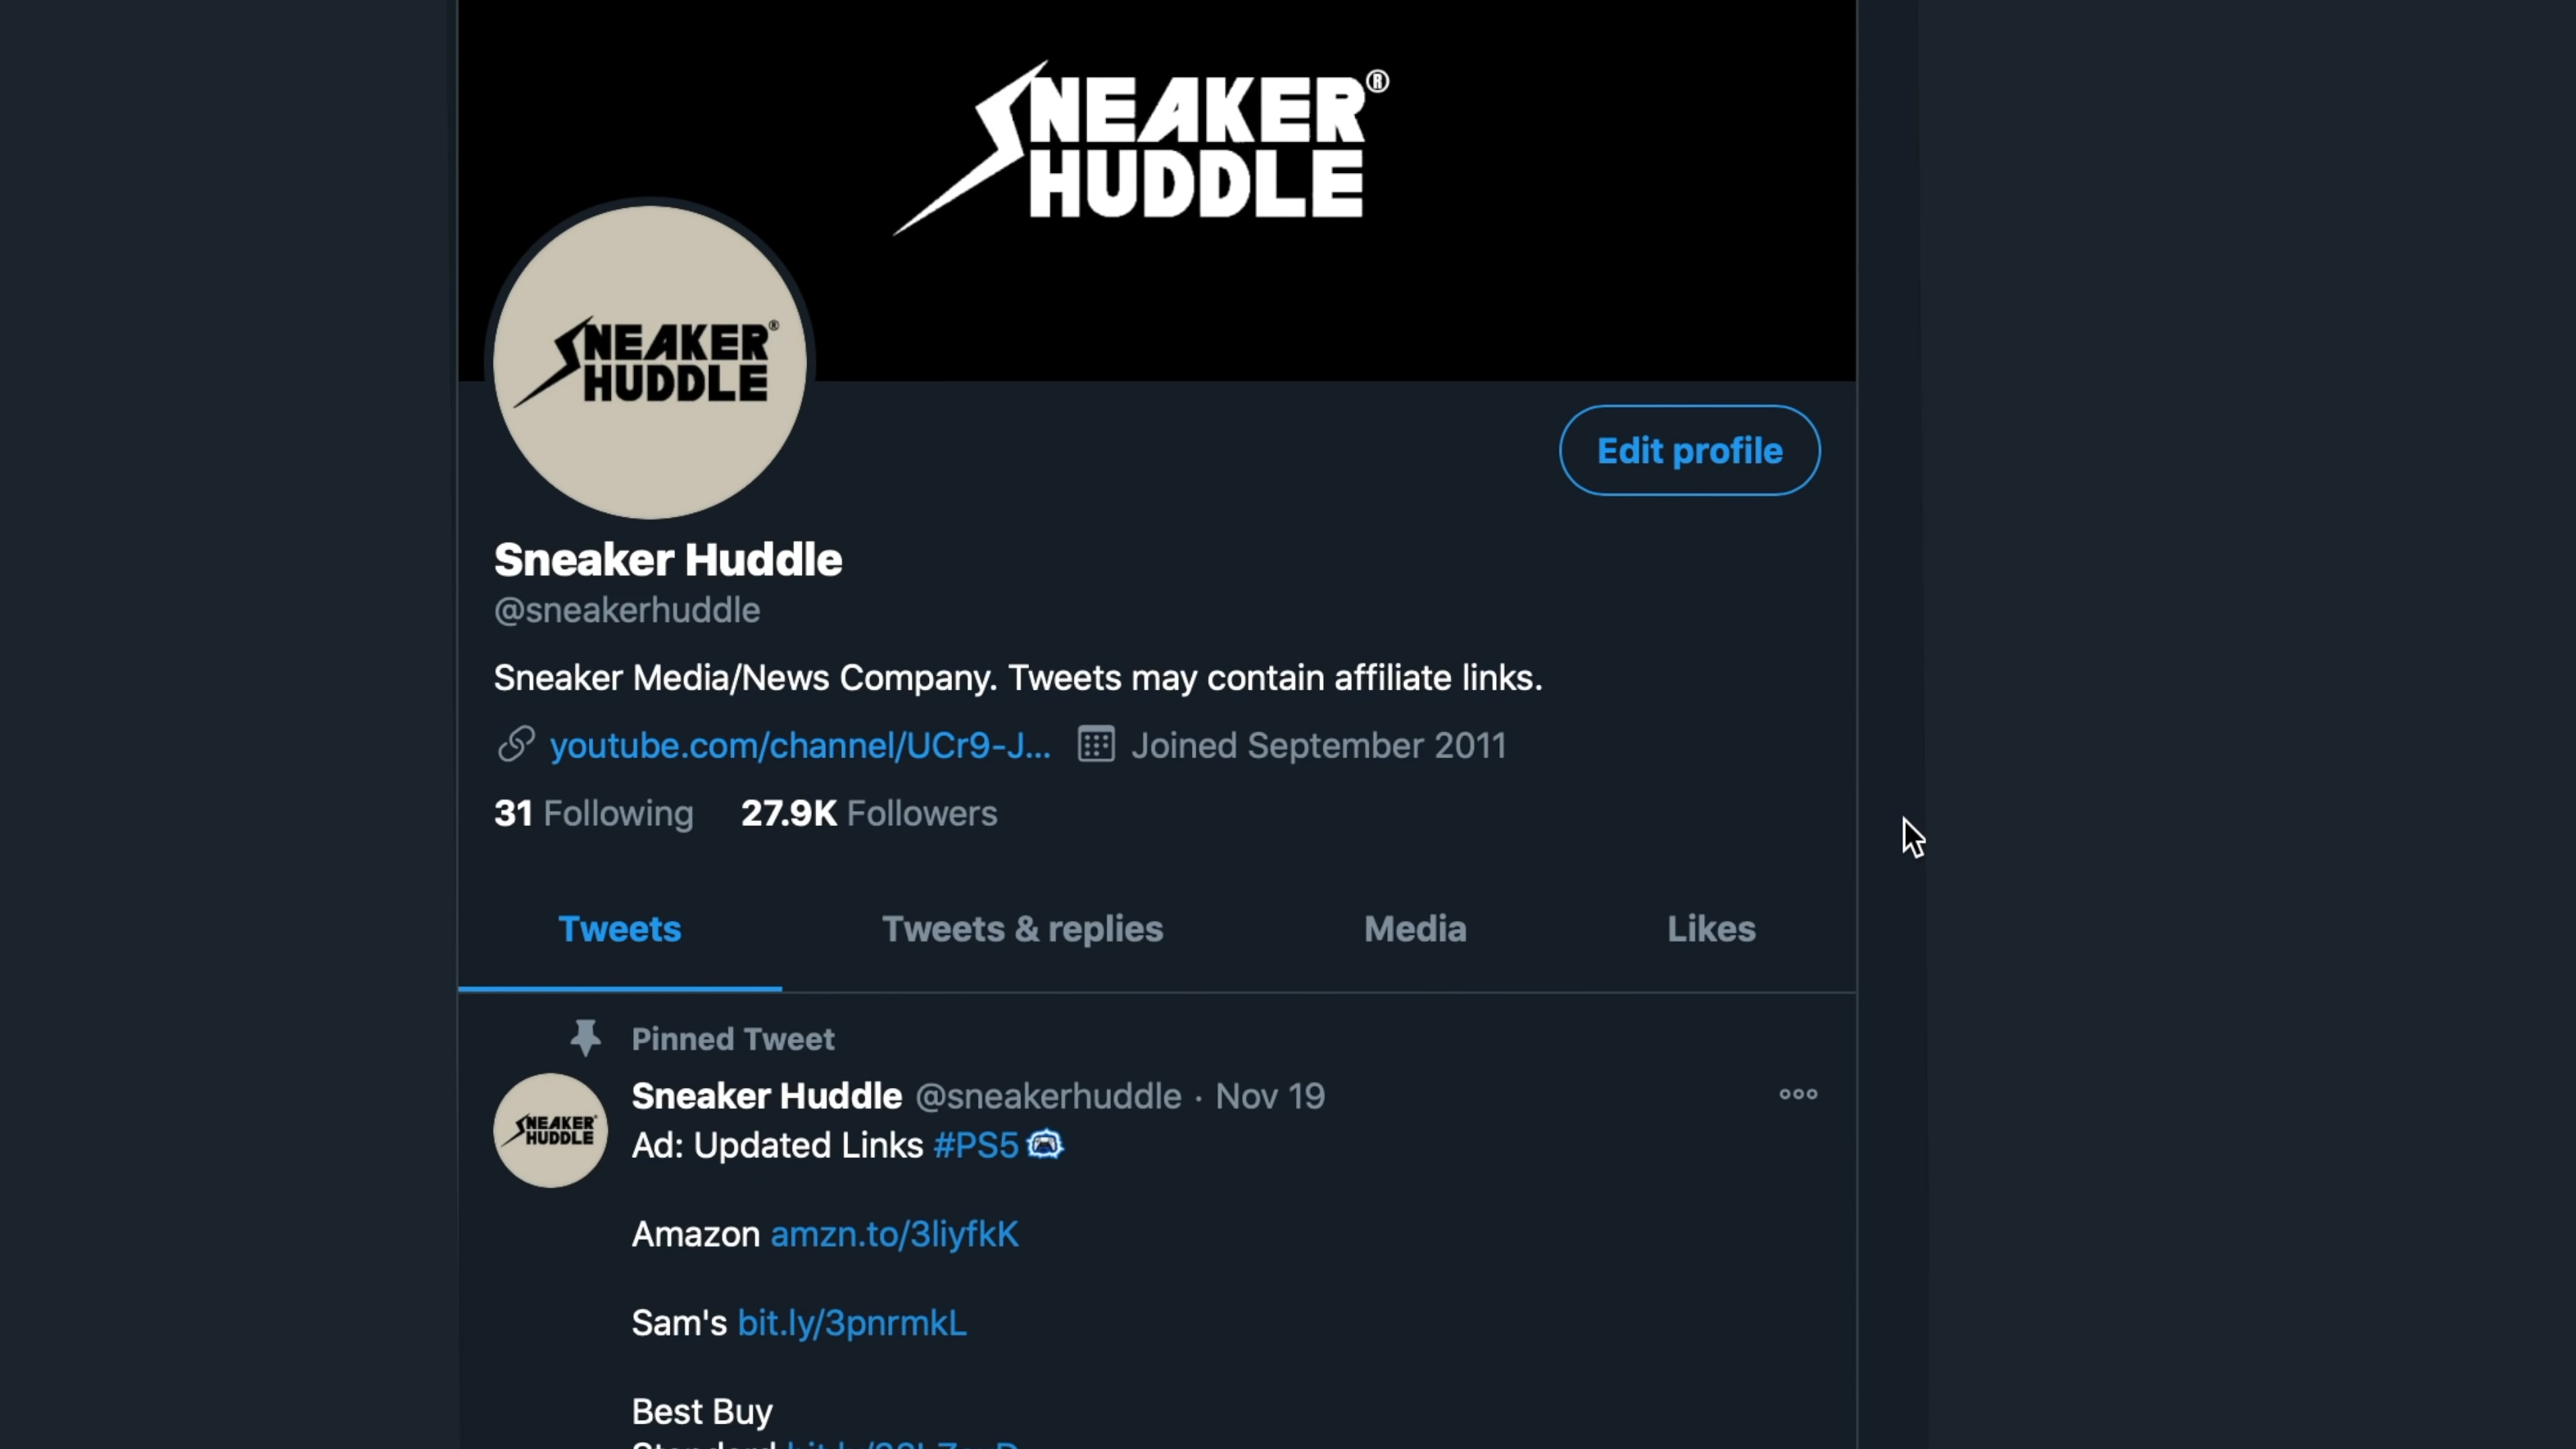 SNEAKER®
HUDDLE
SNEAKER®
HUDDLE
Edit profile
Sneaker Huddle
@sneakerhuddle
Sneaker Media/News Company. Tweets may contain affiliate links.
youtube.com/channel/UCr9-J... Joined September 2011
31 Following 27.9K Followers
Tweets Tweets & replies Media Likes
Pinned Tweet
Sneaker Huddle @sneakerhuddle · Nov 19
SNEAKER
HUDDLE
Ad: Updated Links #PS5
Amazon amzn.to/3liyfkK
Sam's bit.ly/3pnrmkL
Best Buy